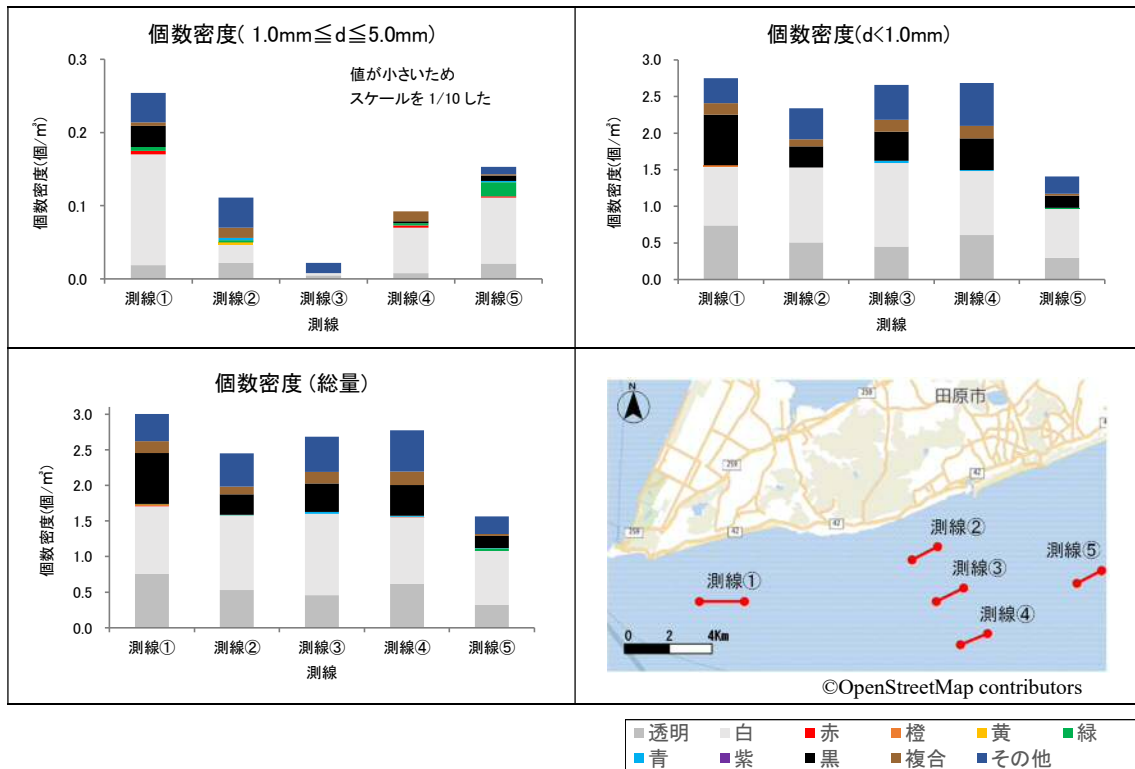 個数密度( 1.0mm≦d≦5.0mm)
値が小さいため
スケールを 1/10 した
個数密度(個/㎥)
0.3
0.2
0.1
0.0
測線① 測線② 測線③ 測線④ 測線⑤
測線
個数密度(d<1.0mm)
個数密度(個/㎥)
3.0
2.5
2.0
1.5
1.0
0.5
0.0
測線① 測線② 測線③ 測線④ 測線⑤
測線
個数密度 (総量)
個数密度(個/㎥)
3.0
2.5
2.0
1.5
1.0
0.5
0.0
測線① 測線② 測線③ 測線④ 測線⑤
測線
N
田原市
259
259
259
42
42
42
測線①
測線②
測線③
測線④
測線⑤
0 2 4Km
©OpenStreetMap contributors
透明 白 赤 橙 黄 緑
青 紫 黒 複合 その他